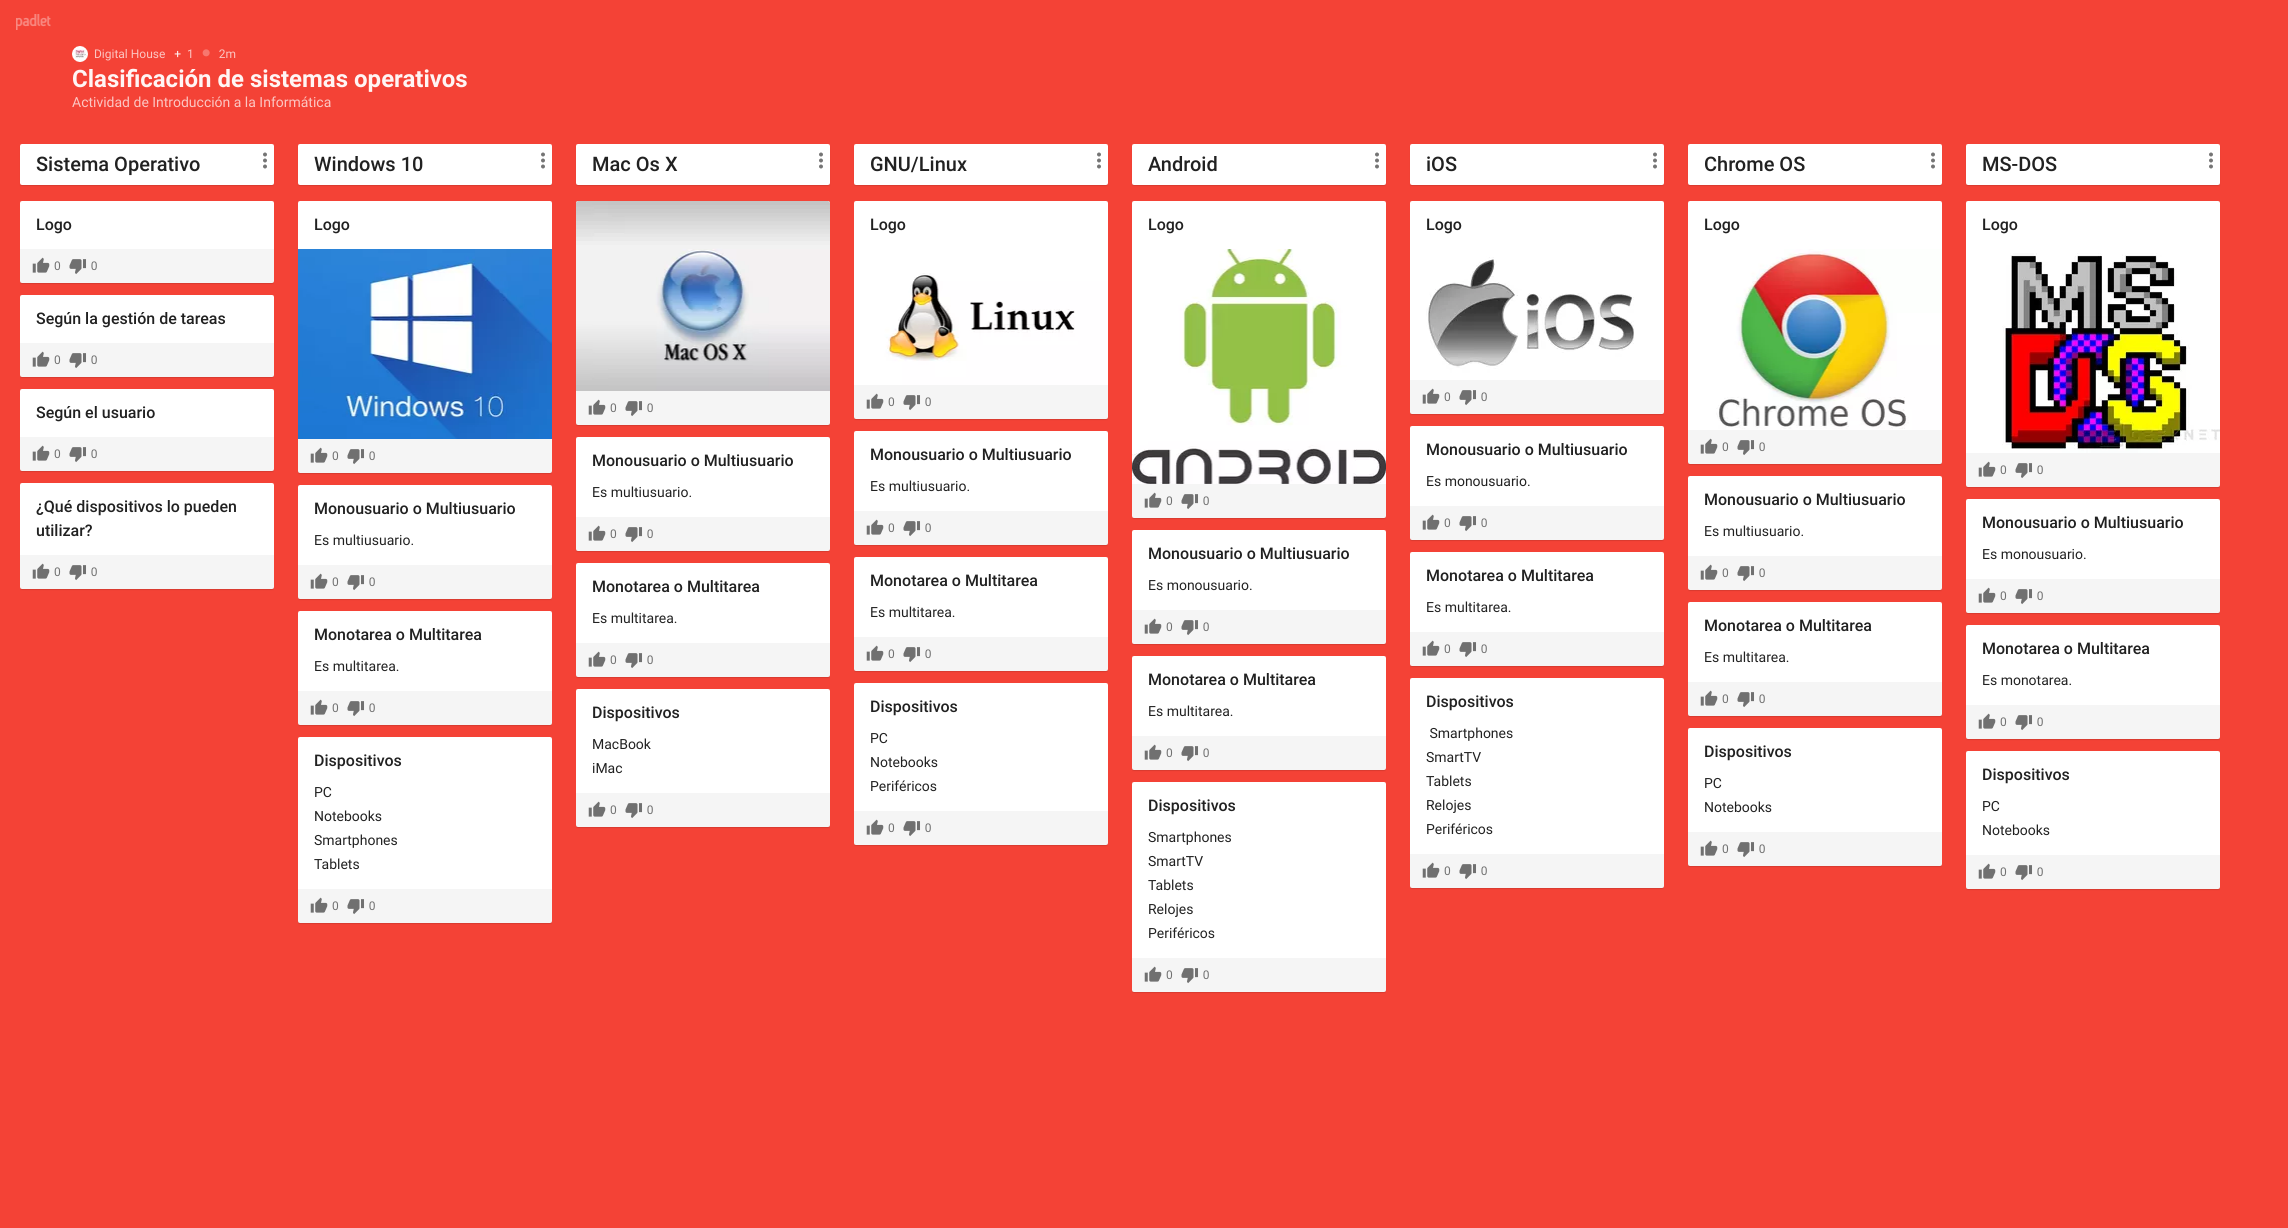 padlet
Digital House + 1 2m
Clasificación de sistemas operativos
Actividad de Introducción a la Informática
Sistema Operativo
Logo
0 0
Según la gestión de tareas
0 0
Según el usuario
0 0
¿Qué dispositivos lo pueden
utilizar?
0 0
Windows 10
Logo
Windows 10
0 0
Monousuario o Multiusuario
Es multiusuario.
0 0
Monotarea o Multitarea
Es multitarea.
0 0
Dispositivos
PC
Notebooks
Smartphones
Tablets
0 0
Mac Os X
Mac OS X
0 0
Monousuario o Multiusuario
Es multiusuario.
0 0
Monotarea o Multitarea
Es multitarea.
0 0
Dispositivos
MacBook
iMac
0 0
GNU/Linux
Logo
Linux
0 0
Monousuario o Multiusuario
Es multiusuario.
0 0
Monotarea o Multitarea
Es multitarea.
0 0
Dispositivos
PC
Notebooks
Periféricos
0 0
Android
Logo
ANDROID
0 0
Monousuario o Multiusuario
Es monousuario.
0 0
Monotarea o Multitarea
Es multitarea.
0 0
Dispositivos
Smartphones
SmartTV
Tablets
Relojes
Periféricos
0 0
iOS
Logo
iOS
0 0
Monousuario o Multiusuario
Es monousuario.
0 0
Monotarea o Multitarea
Es multitarea.
0 0
Dispositivos
Smartphones
SmartTV
Tablets
Relojes
Periféricos
0 0
Chrome OS
Logo
Chrome OS
0 0
Monousuario o Multiusuario
Es multiusuario.
0 0
Monotarea o Multitarea
Es multitarea.
0 0
Dispositivos
PC
Notebooks
0 0
MS-DOS
Logo
MS
DOS
0 0
Monousuario o Multiusuario
Es monousuario.
0 0
Monotarea o Multitarea
Es monotarea.
0 0
Dispositivos
PC
Notebooks
0 0